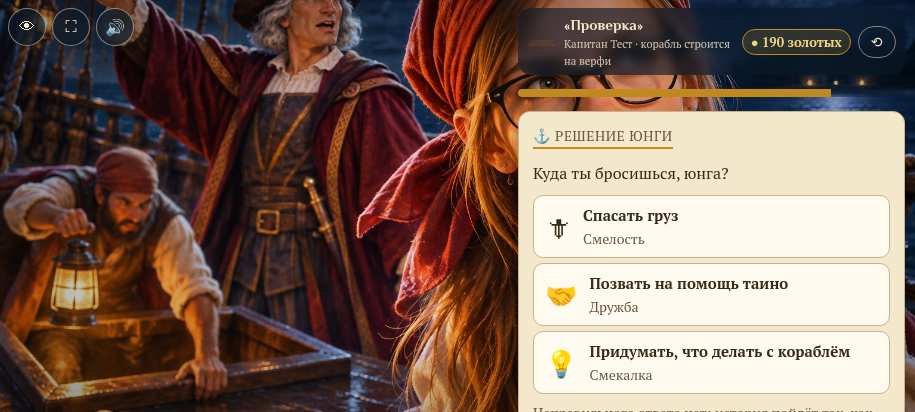 «Проверка»
Капитан Тест · корабль строится
на верфи
● 190 золотых
⚓ РЕШЕНИЕ ЮНГИ
Куда ты бросишься, юнга?
Спасать груз
Смелость
Позвать на помощь таино
Дружба
Придумать, что делать с кораблём
Смекалка